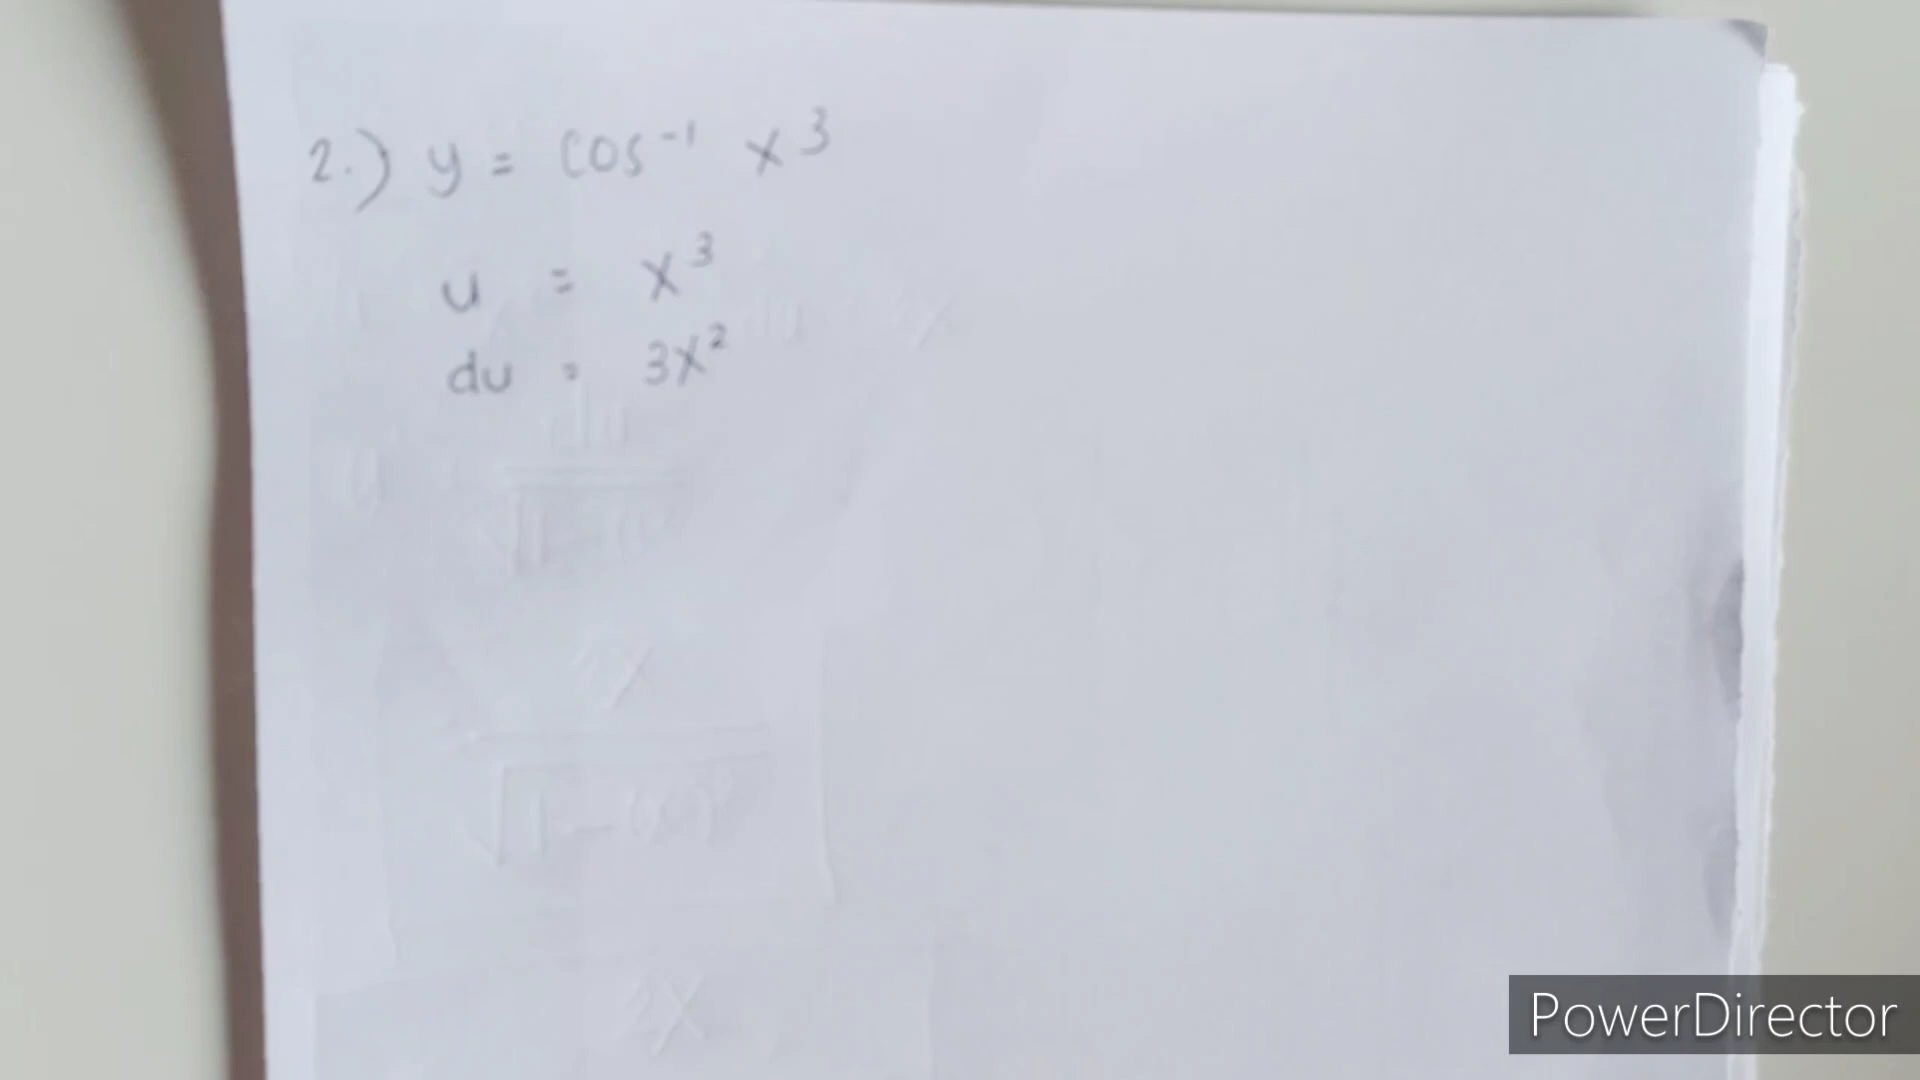 2.) y = cos⁻¹ x³
u = x³
du = 3x²
PowerDirector